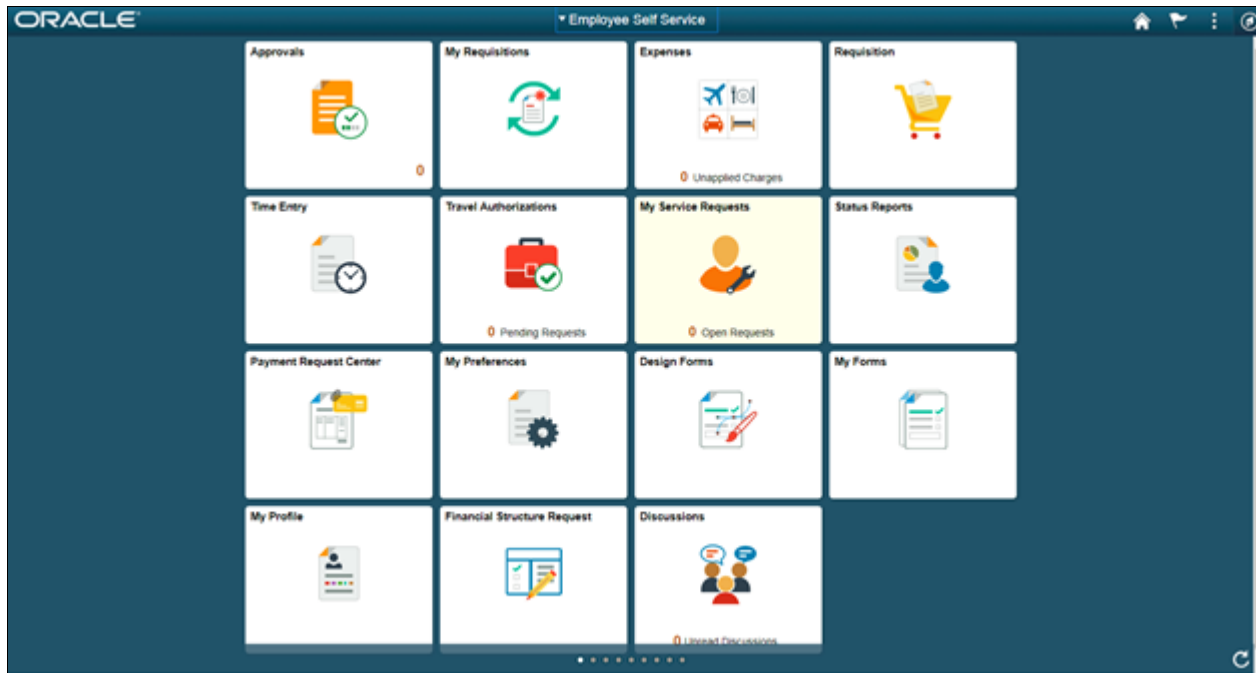 ORACLE
Employee Self Service
Approvals
My Requisitions
Expenses
Requisition
0
0 Unapplied Charges
Time Entry
Travel Authorizations
My Service Requests
Status Reports
0 Pending Requests
0 Open Requests
Payment Request Center
My Preferences
Design Forms
My Forms
My Profile
Financial Structure Request
Discussions
0 Unread Discussions